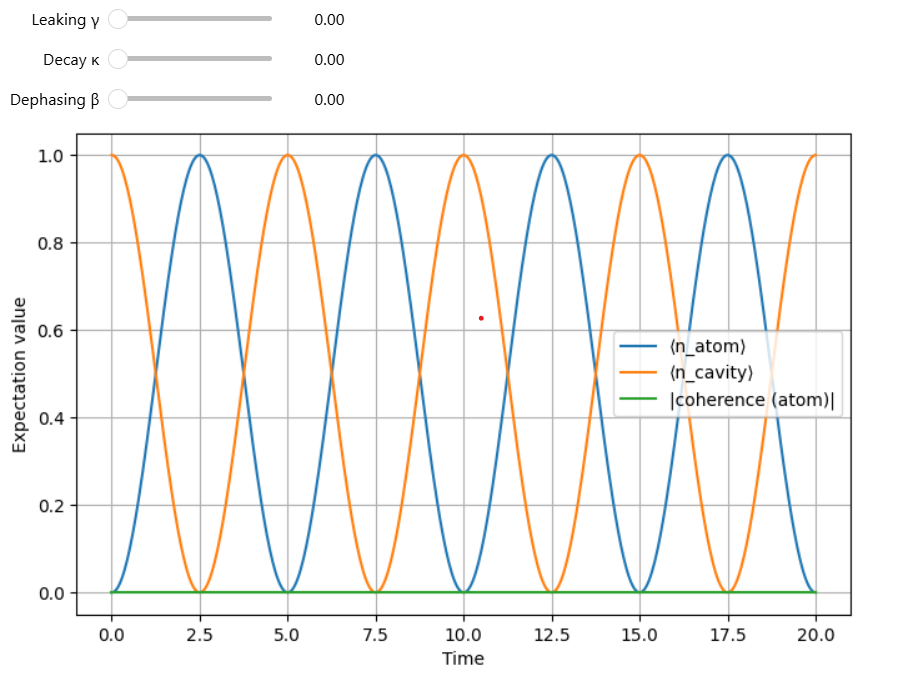 Leaking γ 0.00
Decay κ 0.00
Dephasing β 0.00
1.0
0.8
0.6
0.4
0.2
0.0
Expectation value
⟨n_atom⟩
⟨n_cavity⟩
|coherence (atom)|
0.0 2.5 5.0 7.5 10.0 12.5 15.0 17.5 20.0
Time